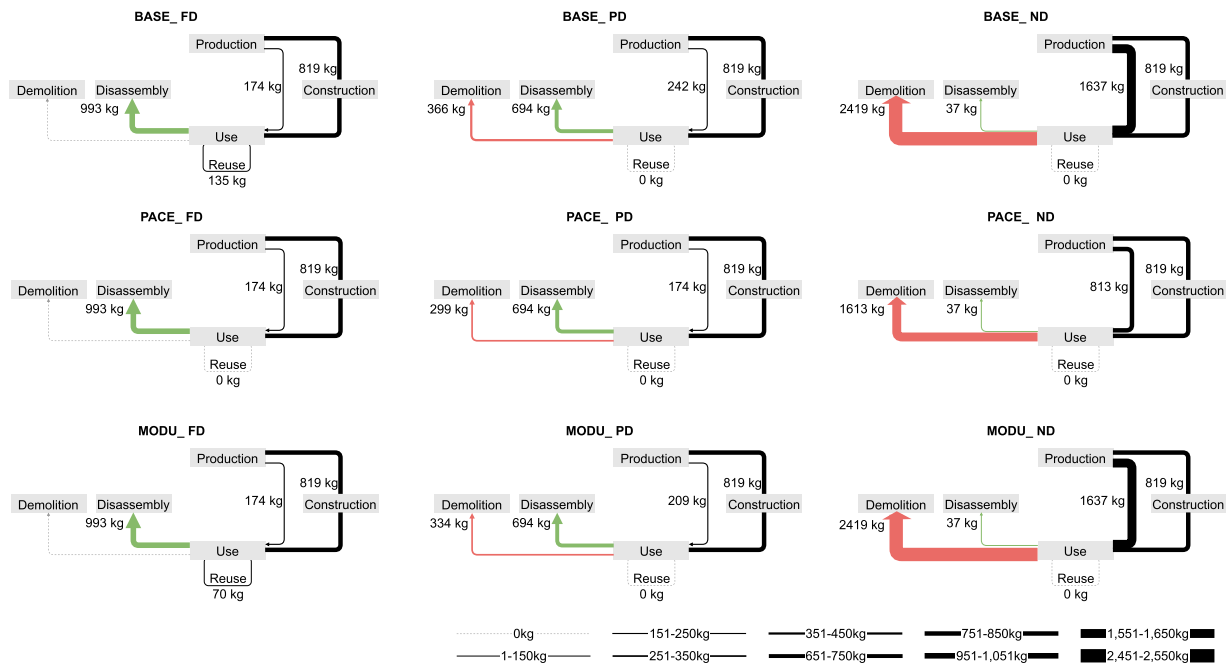 BASE_ FD
Production
819 kg
174 kg
Demolition
Disassembly
Construction
993 kg
Use
Reuse
135 kg
BASE_ PD
Production
819 kg
242 kg
Demolition
Disassembly
Construction
366 kg
694 kg
Use
Reuse
0 kg
BASE_ ND
Production
819 kg
1637 kg
Demolition
Disassembly
Construction
2419 kg
37 kg
Use
Reuse
0 kg
PACE_ FD
Production
819 kg
174 kg
Demolition
Disassembly
Construction
993 kg
Use
Reuse
0 kg
PACE_ PD
Production
819 kg
174 kg
Demolition
Disassembly
Construction
299 kg
694 kg
Use
Reuse
0 kg
PACE_ ND
Production
819 kg
813 kg
Demolition
Disassembly
Construction
1613 kg
37 kg
Use
Reuse
0 kg
MODU_ FD
Production
819 kg
174 kg
Demolition
Disassembly
Construction
993 kg
Use
Reuse
70 kg
MODU_ PD
Production
819 kg
209 kg
Demolition
Disassembly
Construction
334 kg
694 kg
Use
Reuse
0 kg
MODU_ ND
Production
819 kg
1637 kg
Demolition
Disassembly
Construction
2419 kg
37 kg
Use
Reuse
0 kg
0kg
151-250kg
351-450kg
751-850kg
1,551-1,650kg
1-150kg
251-350kg
651-750kg
951-1,051kg
2,451-2,550kg